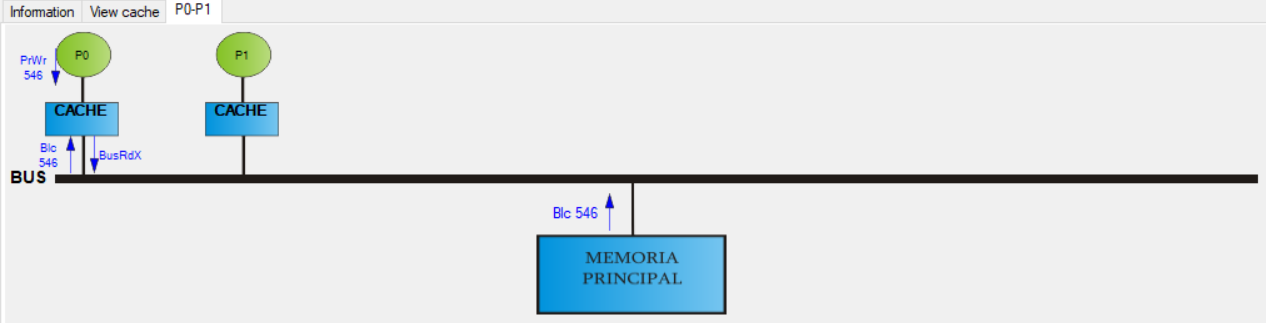 Information View cache P0-P1
PrWr
546
P0
P1
CACHE
CACHE
Blc
546
BusRdX
BUS
Blc 546
MEMORIA
PRINCIPAL